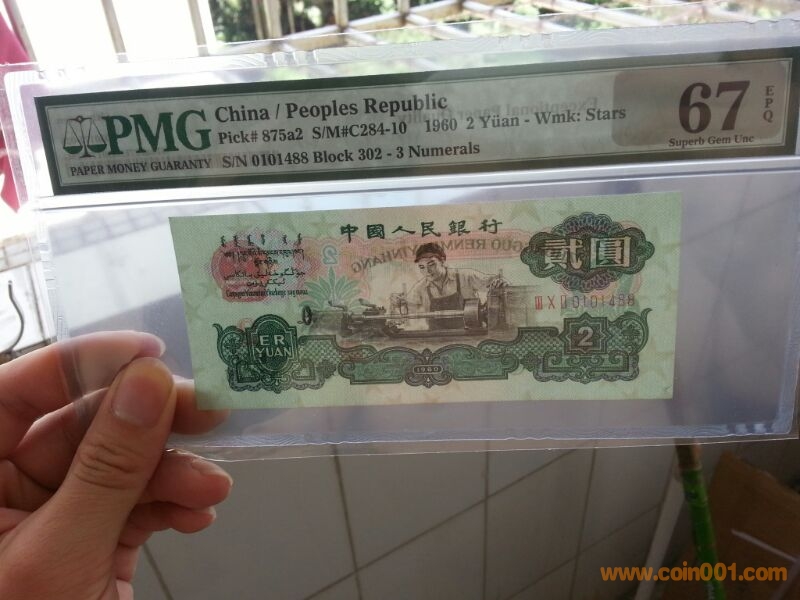 PMG
PAPER MONEY GUARANTY
China / Peoples Republic
Pick# 875a2 S/M#C284-10 1960 2 Yüan - Wmk: Stars
S/N 0101488 Block 302 - 3 Numerals
67
EPQ
Superb Gem Unc
中國人民銀行
貳圓
ⅢⅩⅡ 0101488
2
ER
YUAN
1960
2
www.coin001.com